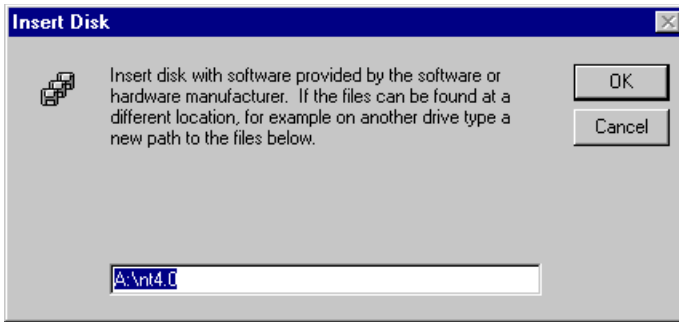 Insert Disk
Insert disk with software provided by the software or
hardware manufacturer. If the files can be found at a
different location, for example on another drive type a
new path to the files below.
OK
Cancel
A:\nt4.0